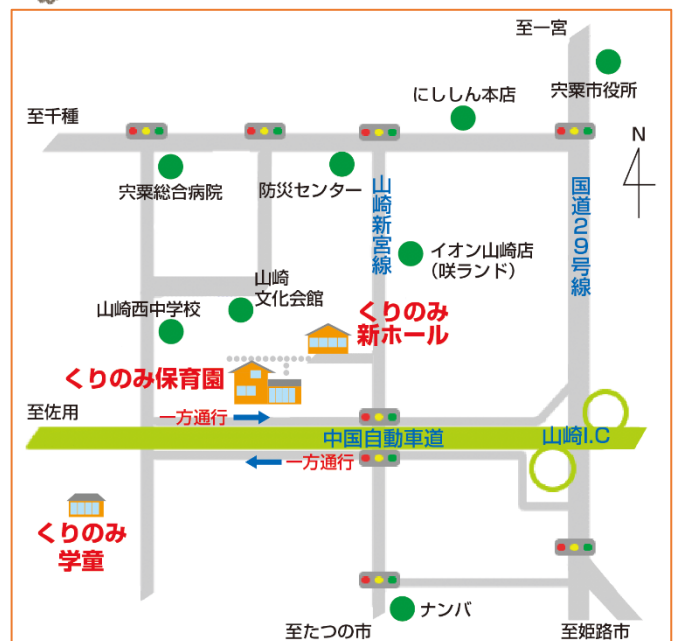 至一宮
宍粟市役所
にししん本店
至千種
N
宍粟総合病院
防災センター
山崎新宮線
国道29号線
イオン山崎店
(咲ランド)
山崎
文化会館
山崎西中学校
くりのみ
新ホール
くりのみ保育園
至佐用
一方通行
中国自動車道
山崎I.C
一方通行
くりのみ
学童
ナンバ
至たつの市
至姫路市